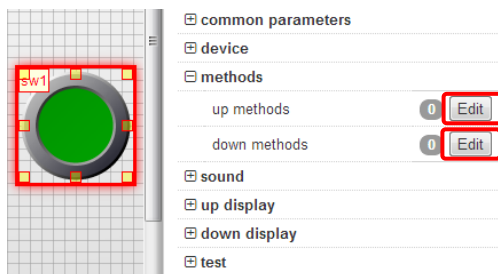 sw1
common parameters
device
methods
up methods 0 Edit
down methods 0 Edit
sound
up display
down display
test